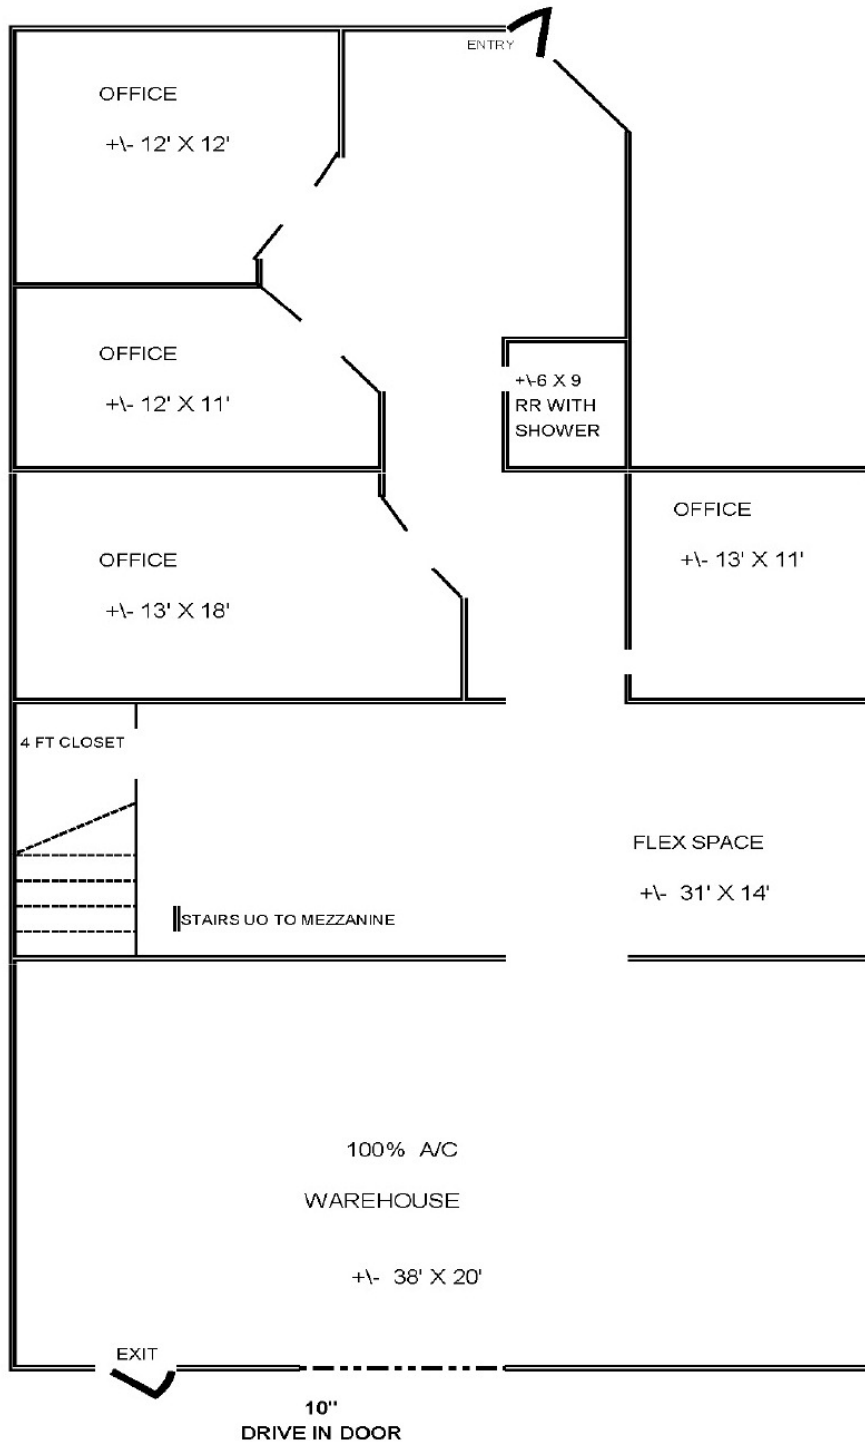 ENTRY
OFFICE
+\- 12' X 12'
OFFICE
+\- 12' X 11'
+\-6 X 9
RR WITH
SHOWER
OFFICE
+\- 13' X 11'
OFFICE
+\- 13' X 18'
4 FT CLOSET
FLEX SPACE
+\- 31' X 14'
STAIRS UO TO MEZZANINE
100% A/C
WAREHOUSE
+\- 38' X 20'
EXIT
10"
DRIVE IN DOOR